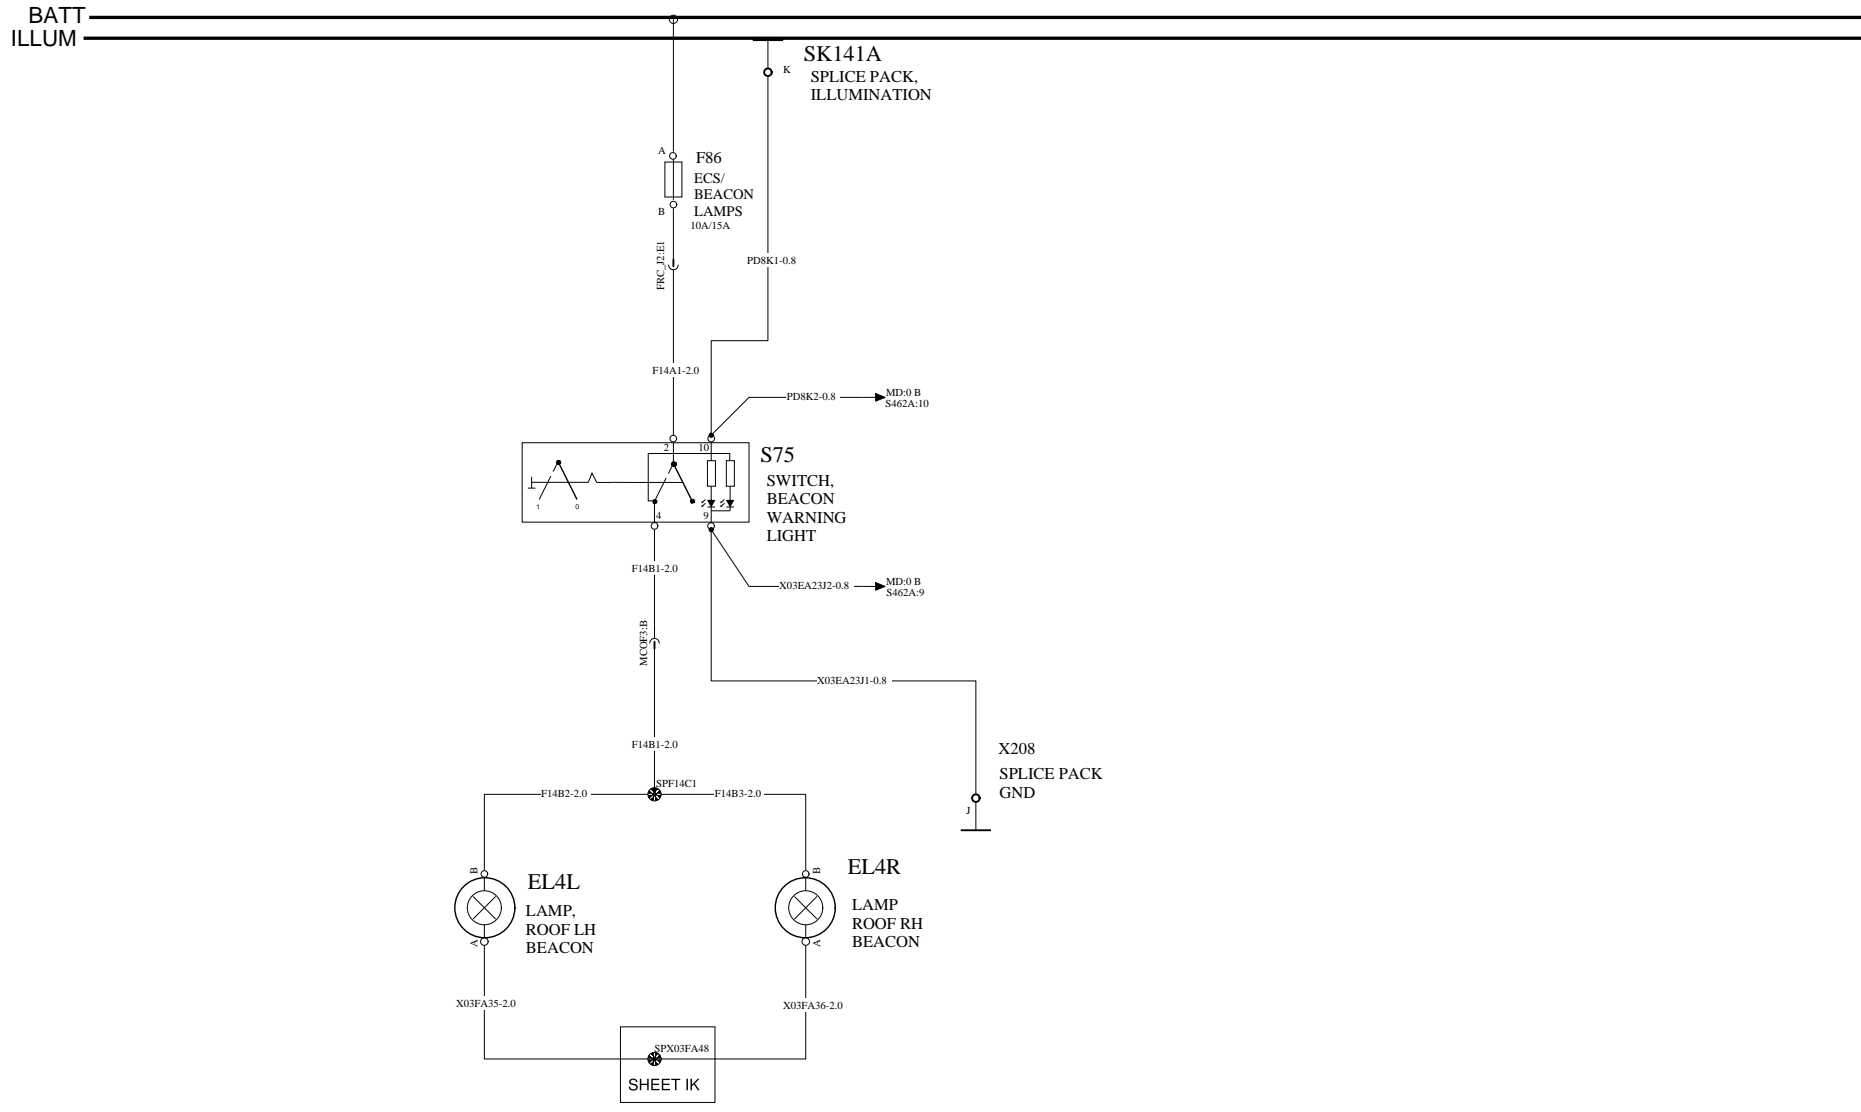 BATT
ILLUM
SK141A
K
SPLICE PACK,
ILLUMINATION
A
F86
ECS/
BEACON
B
LAMPS
10A/15A
FRC_J2:E1
PD8K1-0.8
F14A1-2.0
PD8K2-0.8
MD:0 B
S462A:10
2
10
S75
SWITCH,
BEACON
WARNING
LIGHT
1
0
4
9
F14B1-2.0
X03EA23J2-0.8
MD:0 B
S462A:9
MCOF3:B
X03EA23J1-0.8
F14B1-2.0
X208
SPLICE PACK
GND
J
SPF14C1
F14B2-2.0
F14B3-2.0
B
EL4L
LAMP,
ROOF LH
BEACON
A
B
EL4R
LAMP
ROOF RH
BEACON
A
X03FA35-2.0
X03FA36-2.0
SPX03FA48
SHEET IK